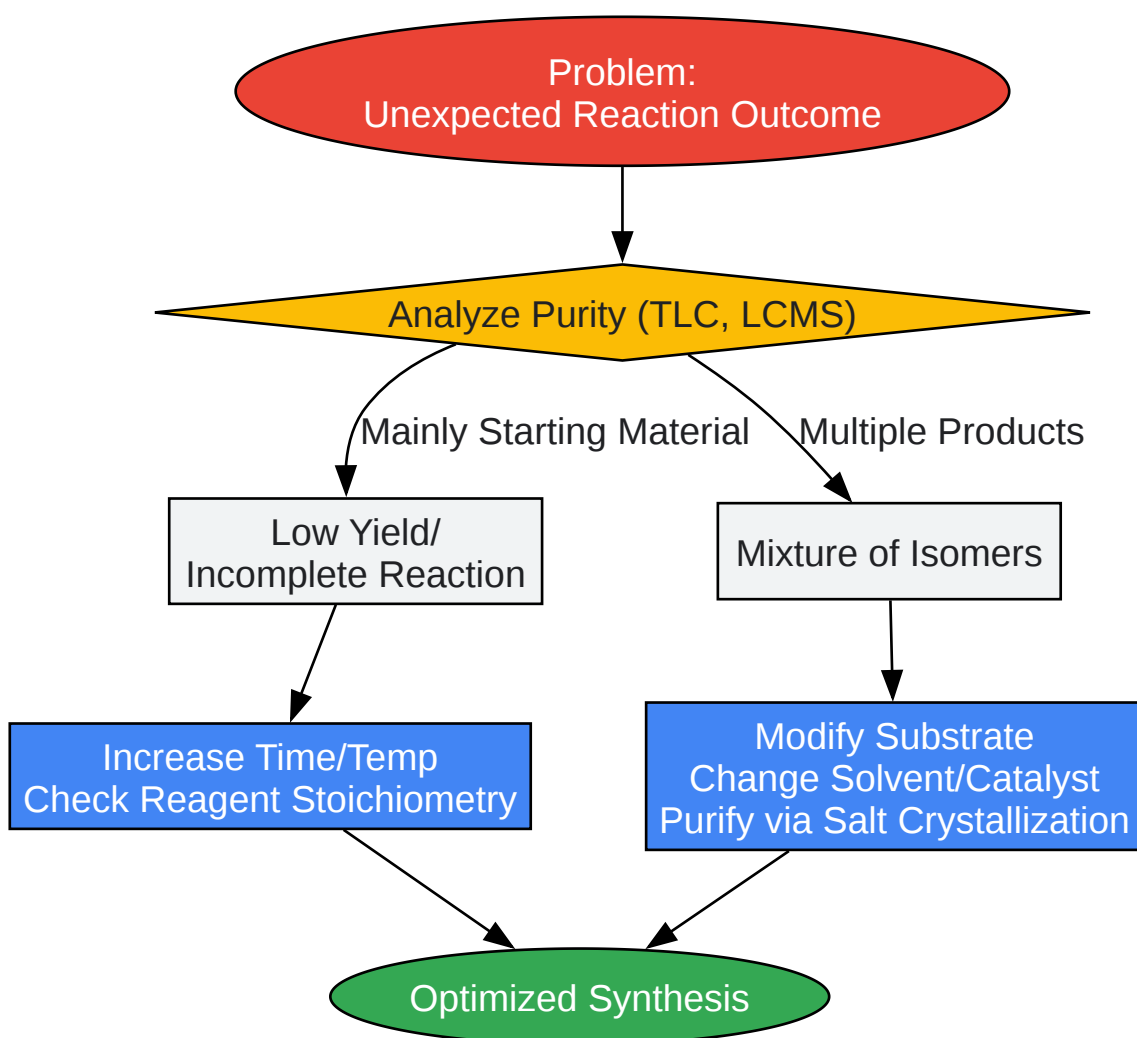 Problem:
Unexpected Reaction Outcome
Analyze Purity (TLC, LCMS)
Mainly Starting Material
Multiple Products
Low Yield/
Incomplete Reaction
Mixture of Isomers
Increase Time/Temp
Check Reagent Stoichiometry
Modify Substrate
Change Solvent/Catalyst
Purify via Salt Crystallization
Optimized Synthesis